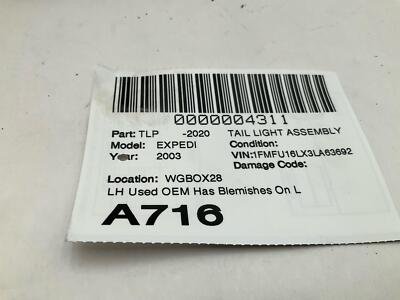 0000004311
Part: TLP -2020 TAIL LIGHT ASSEMBLY
Model: EXPEDI Condition:
Year: 2003 VIN:1FMFU16LX3LA63692
Damage Code:
Location: WGBOX28
LH Used OEM Has Blemishes On L
A716